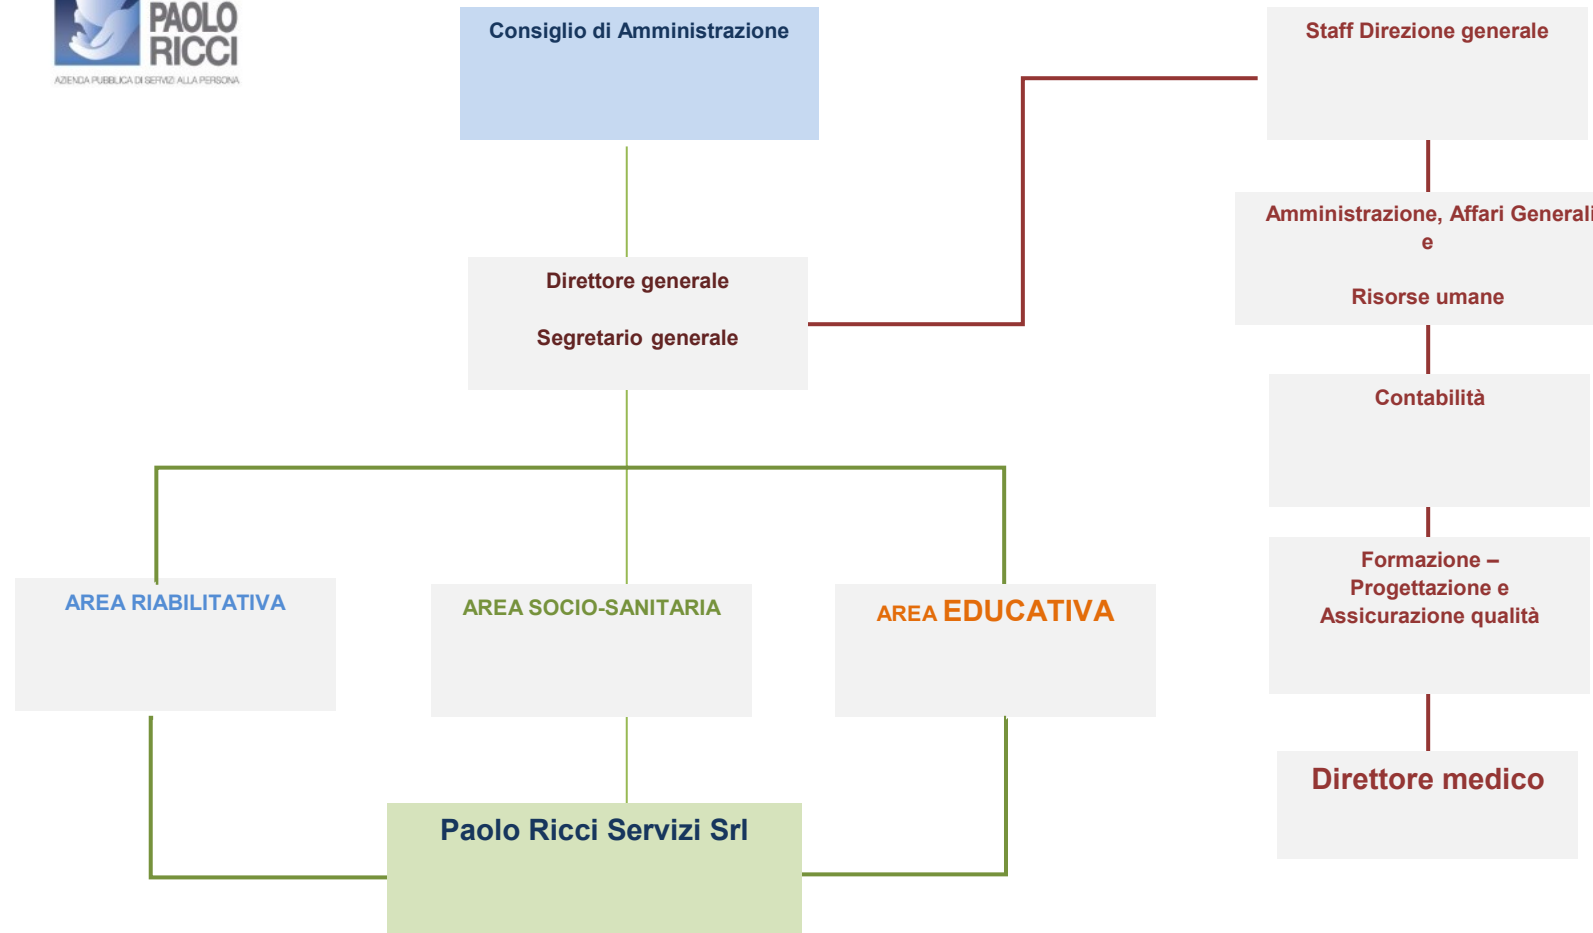 PAOLO
RICCI
AZIENDA PUBBLICA DI SERVIZI ALLA PERSONA
Consiglio di Amministrazione
Staff Direzione generale
Amministrazione, Affari Generali
e
Risorse umane
Direttore generale
Segretario generale
Contabilità
Formazione –
Progettazione e
Assicurazione qualità
AREA RIABILITATIVA
AREA SOCIO-SANITARIA
AREA EDUCATIVA
Direttore medico
Paolo Ricci Servizi Srl